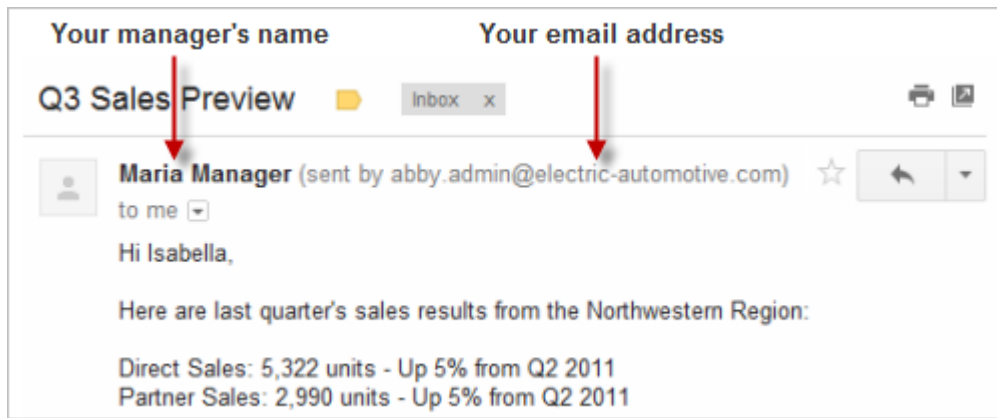 Your manager's name Your email address
Q3 Sales Preview Inbox x
Maria Manager (sent by abby.admin@electric-automotive.com)
to me
Hi Isabella,
Here are last quarter's sales results from the Northwestern Region:
Direct Sales: 5,322 units - Up 5% from Q2 2011
Partner Sales: 2,990 units - Up 5% from Q2 2011